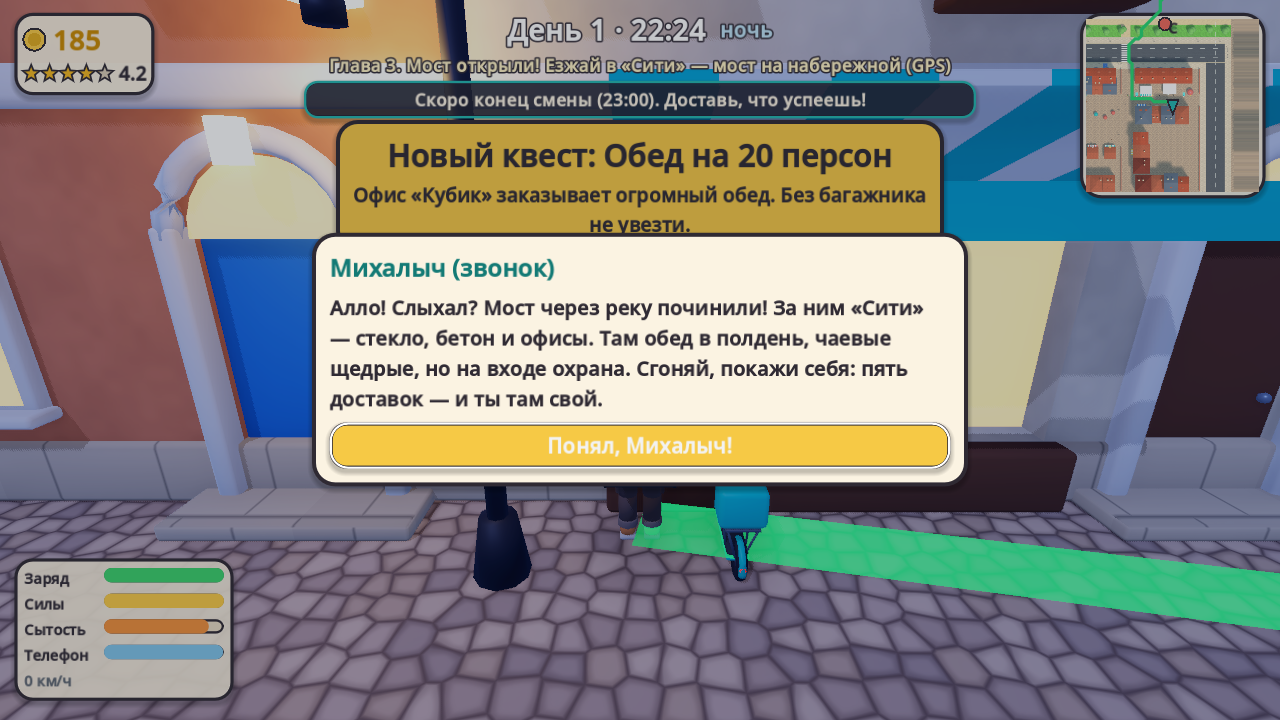 185
4.2
День 1 · 22:24 ночь
Глава 3. Мост открыли! Езжай в «Сити» — мост на набережной (GPS)
Скоро конец смены (23:00). Доставь, что успеешь!
Новый квест: Обед на 20 персон
Офис «Кубик» заказывает огромный обед. Без багажника
не увезти.
Михалыч (звонок)
Алло! Слыхал? Мост через реку починили! За ним «Сити»
— стекло, бетон и офисы. Там обед в полдень, чаевые
щедрые, но на входе охрана. Сгоняй, покажи себя: пять
доставок — и ты там свой.
Понял, Михалыч!
Заряд
Силы
Сытость
Телефон
0 км/ч